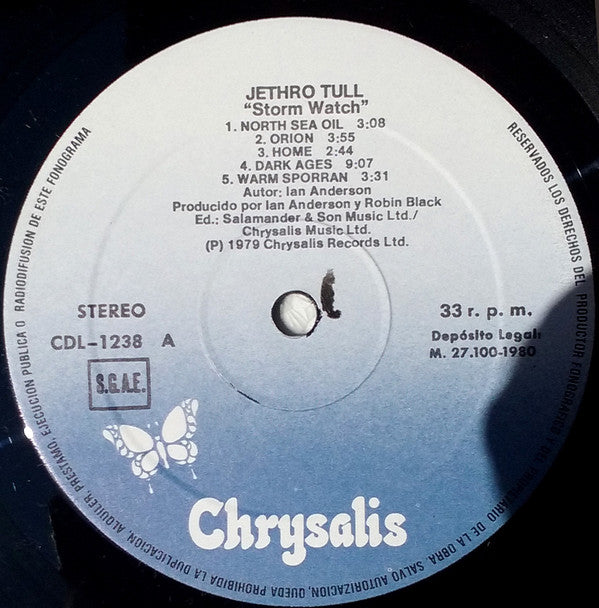 JETHRO TULL
“Storm Watch”
1. NORTH SEA OIL 3:08
2. ORION 3:55
3. HOME 2:44
4. DARK AGES 9:07
5. WARM SPORRAN 3:31
Autor: Ian Anderson
Producido por Ian Anderson y Robin Black
Ed.: Salamander & Son Music Ltd./
Chrysalis Music Ltd.
(P) 1979 Chrysalis Records Ltd.
STEREO
CDL-1238 A
S.G.A.E.
33 r. p. m.
Depósito Legal:
M. 27.100-1980
Chrysalis
RESERVADOS LOS DERECHOS DEL PRODUCTOR FONOGRAFICO Y DEL PROPIETARIO DE LA OBRA. SALVO AUTORIZACION, QUEDA PROHIBIDA LA DUPLICACION, ALQUILER, PRESTAMO, EJECUCION PUBLICA O RADIODIFUSION DE ESTE FONOGRAMA